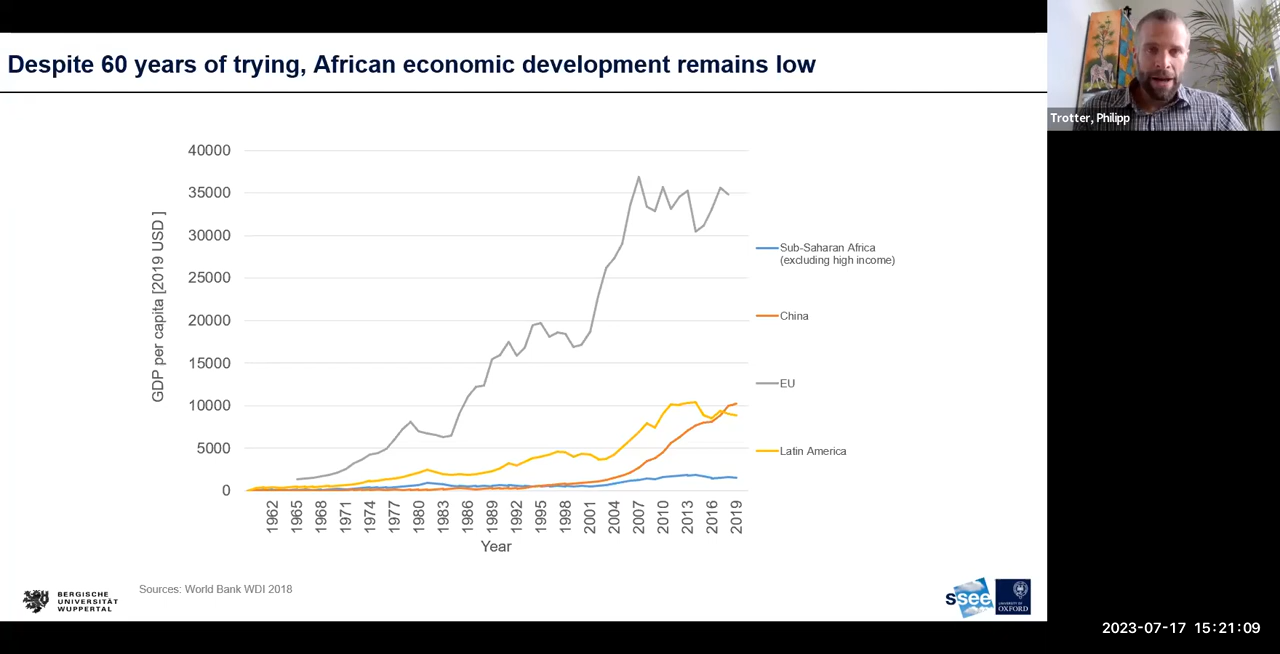 Despite 60 years of trying, African economic development remains low
Trotter, Philipp
GDP per capita [2019 USD ]
40000
35000
30000
25000
20000
15000
10000
5000
0
1962
1965
1968
1971
1974
1977
1980
1983
1986
1989
1992
1995
1998
2001
2004
2007
2010
2013
2016
2019
Year
Sub-Saharan Africa
(excluding high income)
China
EU
Latin America
Sources: World Bank WDI 2018
BERGISCHE
UNIVERSITÄT
WUPPERTAL
ssee
UNIVERSITY OF
OXFORD
2023-07-17 15:21:09